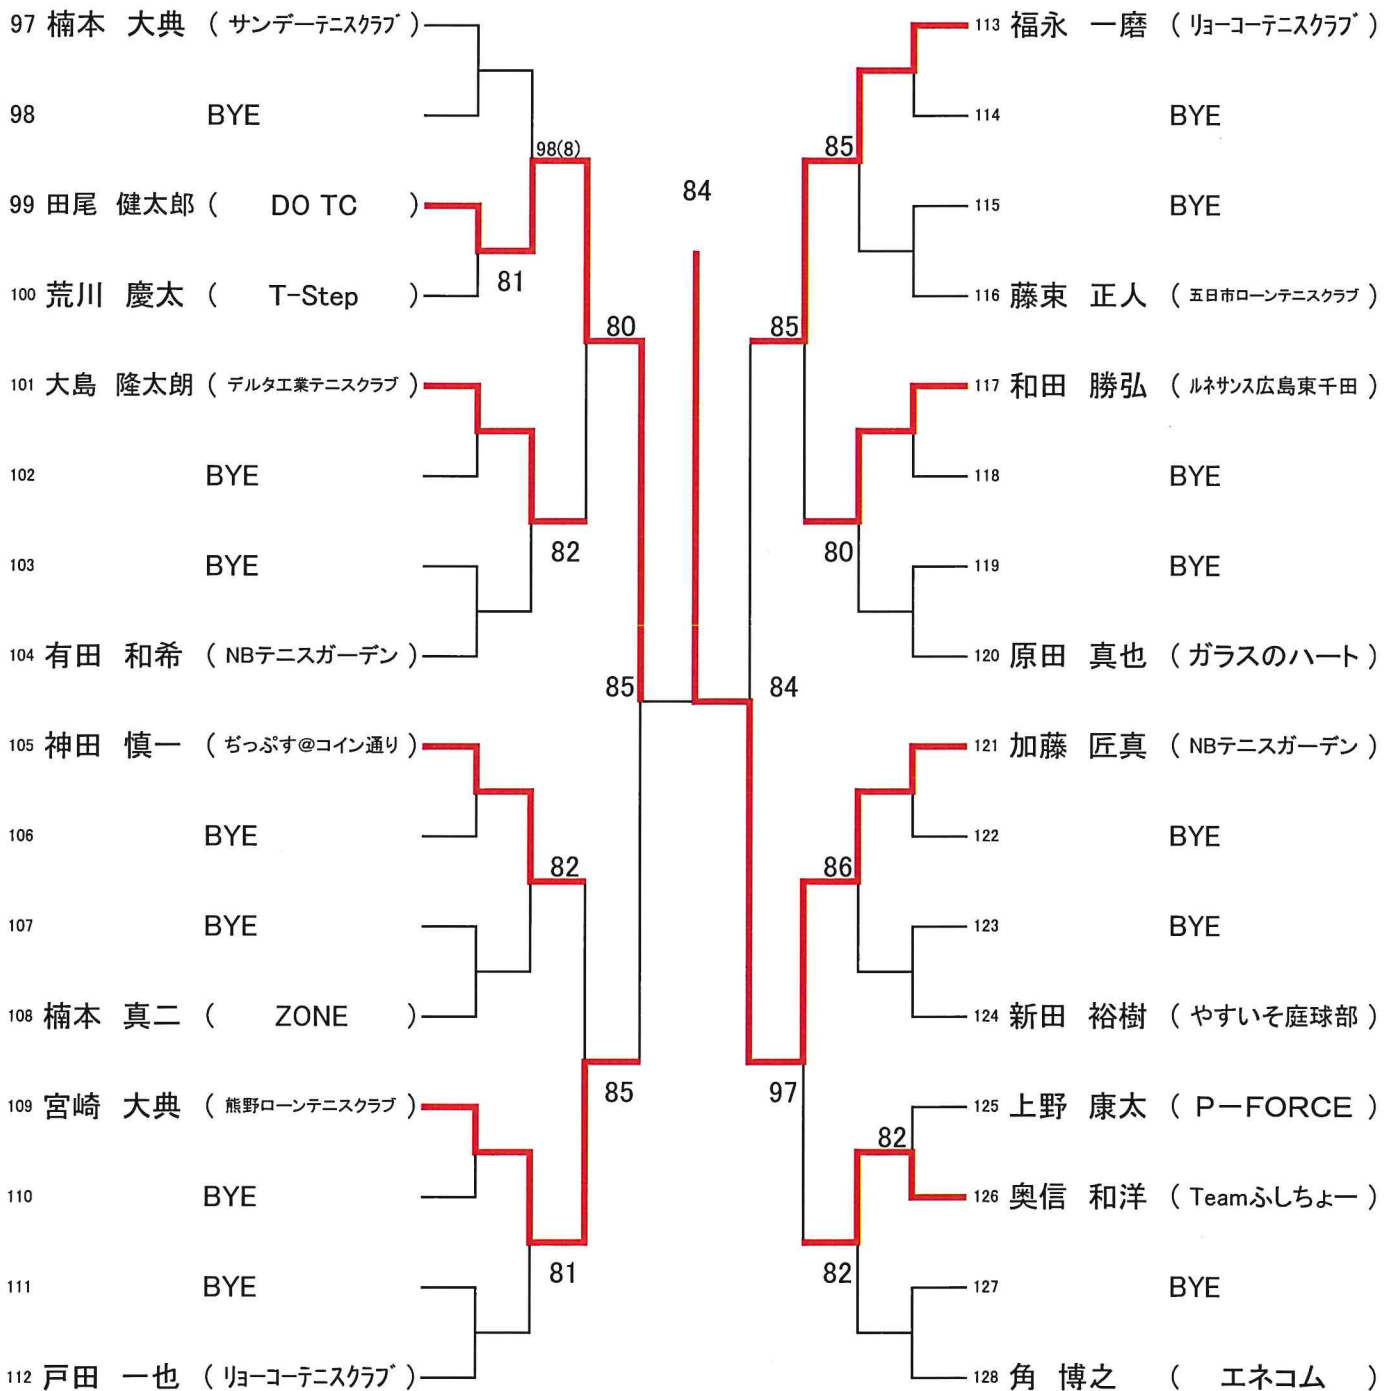 97 楠本 大典 ( サンデーテニスクラブ )
98 BYE
98(8)
99 田尾 健太郎 ( DO TC )
81
100 荒川 慶太 ( T-Step )
80
101 大島 隆太朗 ( デルタ工業テニスクラブ )
102 BYE
82
103 BYE
104 有田 和希 ( NBテニスガーデン )
85
105 神田 慎一 ( ぢっぷす@コイン通り )
106 BYE
82
107 BYE
108 楠本 真二 ( ZONE )
85
109 宮崎 大典 ( 熊野ローンテニスクラブ )
110 BYE
81
111 BYE
112 戸田 一也 ( リョーコーテニスクラブ )
84
113 福永 一磨 ( リョーコーテニスクラブ )
114 BYE
85
115 BYE
116 藤東 正人 ( 五日市ローンテニスクラブ )
85
117 和田 勝弘 ( ルネサンス広島東千田 )
118 BYE
80
119 BYE
120 原田 真也 ( ガラスのハート )
84
121 加藤 匠真 ( NBテニスガーデン )
122 BYE
86
123 BYE
124 新田 裕樹 ( やすいそ庭球部 )
97
125 上野 康太 ( P-FORCE )
82
126 奥信 和洋 ( Teamふしちょー )
82
127 BYE
128 角 博之 ( エネコム )